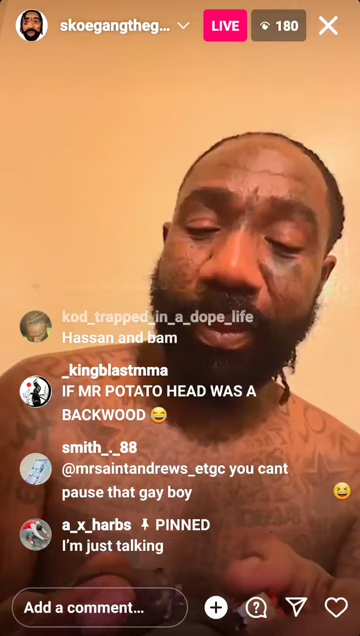 skoegangtheg...
LIVE
180
kod_trapped_in_a_dope_life
Hassan and bam
_kingblastmma
IF MR POTATO HEAD WAS A
BACKWOOD 😂
smith_._88
@mrsaintandrews_etgc you cant
pause that gay boy
a_x_harbs PINNED
I'm just talking
Add a comment...